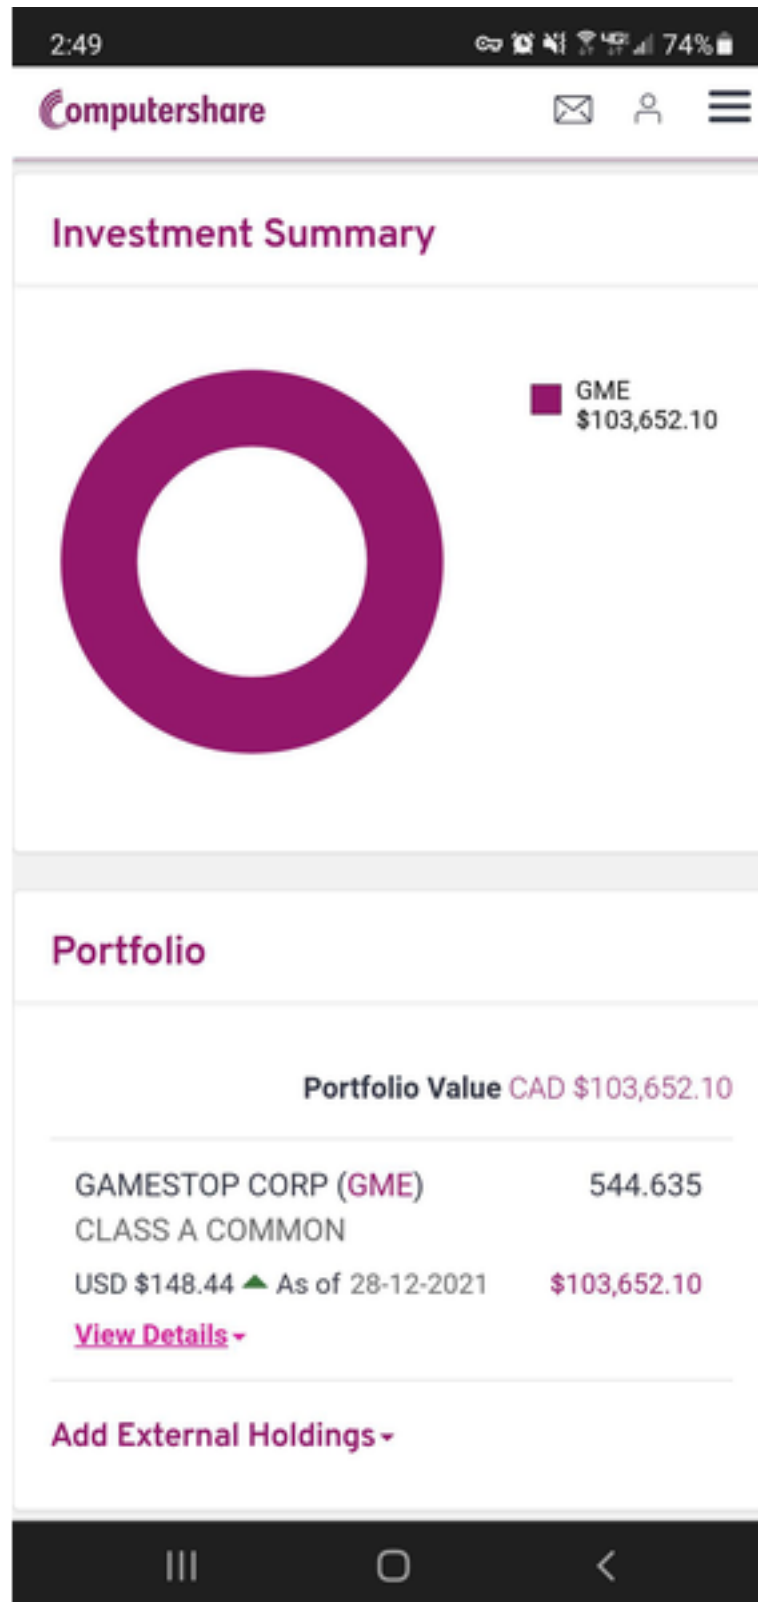 2:49
74%
Computershare
Investment Summary
GME
$103,652.10
Portfolio
Portfolio Value CAD $103,652.10
GAMESTOP CORP (GME) 544.635
CLASS A COMMON
USD $148.44 As of 28-12-2021 $103,652.10
View Details
Add External Holdings